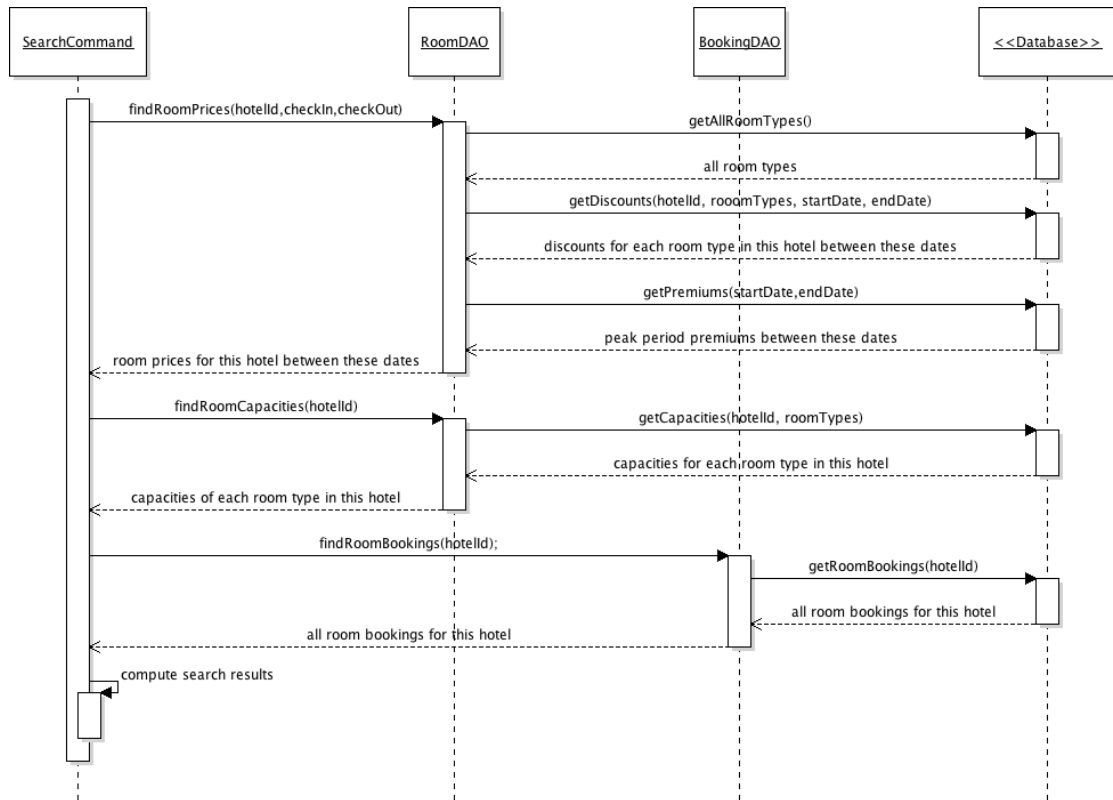 SearchCommand
RoomDAO
BookingDAO
<<Database>>
findRoomPrices(hotelId,checkIn,checkOut)
getAllRoomTypes()
all room types
getDiscounts(hotelId, rooomTypes, startDate, endDate)
discounts for each room type in this hotel between these dates
getPremiums(startDate,endDate)
peak period premiums between these dates
room prices for this hotel between these dates
findRoomCapacities(hotelId)
getCapacities(hotelId, roomTypes)
capacities for each room type in this hotel
capacities of each room type in this hotel
findRoomBookings(hotelId);
getRoomBookings(hotelId)
all room bookings for this hotel
all room bookings for this hotel
compute search results